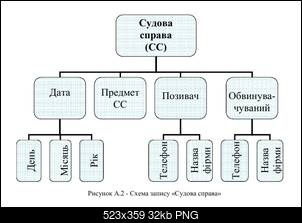 Судова
справа
(СС)
Дата
Предмет
СС
Позивач
Обвинува-
чуваний
День
Місяць
Рік
Телефон
Назва
фірми
Телефон
Назва
фірми
Рисунок А.2 - Схема запису «Судова справа»
523x359 32kb PNG